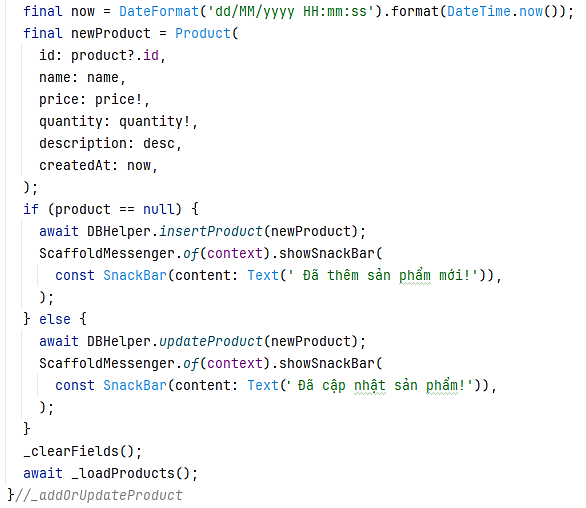 final now = DateFormat('dd/MM/yyyy HH:mm:ss').format(DateTime.now());
final newProduct = Product(
id: product?.id,
name: name,
price: price!,
quantity: quantity!,
description: desc,
createdAt: now,
);
if (product == null) {
await DBHelper.insertProduct(newProduct);
ScaffoldMessenger.of(context).showSnackBar(
const SnackBar(content: Text(' Đã thêm sản phẩm mới!')),
);
} else {
await DBHelper.updateProduct(newProduct);
ScaffoldMessenger.of(context).showSnackBar(
const SnackBar(content: Text(' Đã cập nhật sản phẩm!')),
);
}
_clearFields();
await _loadProducts();
}//_addOrUpdateProduct